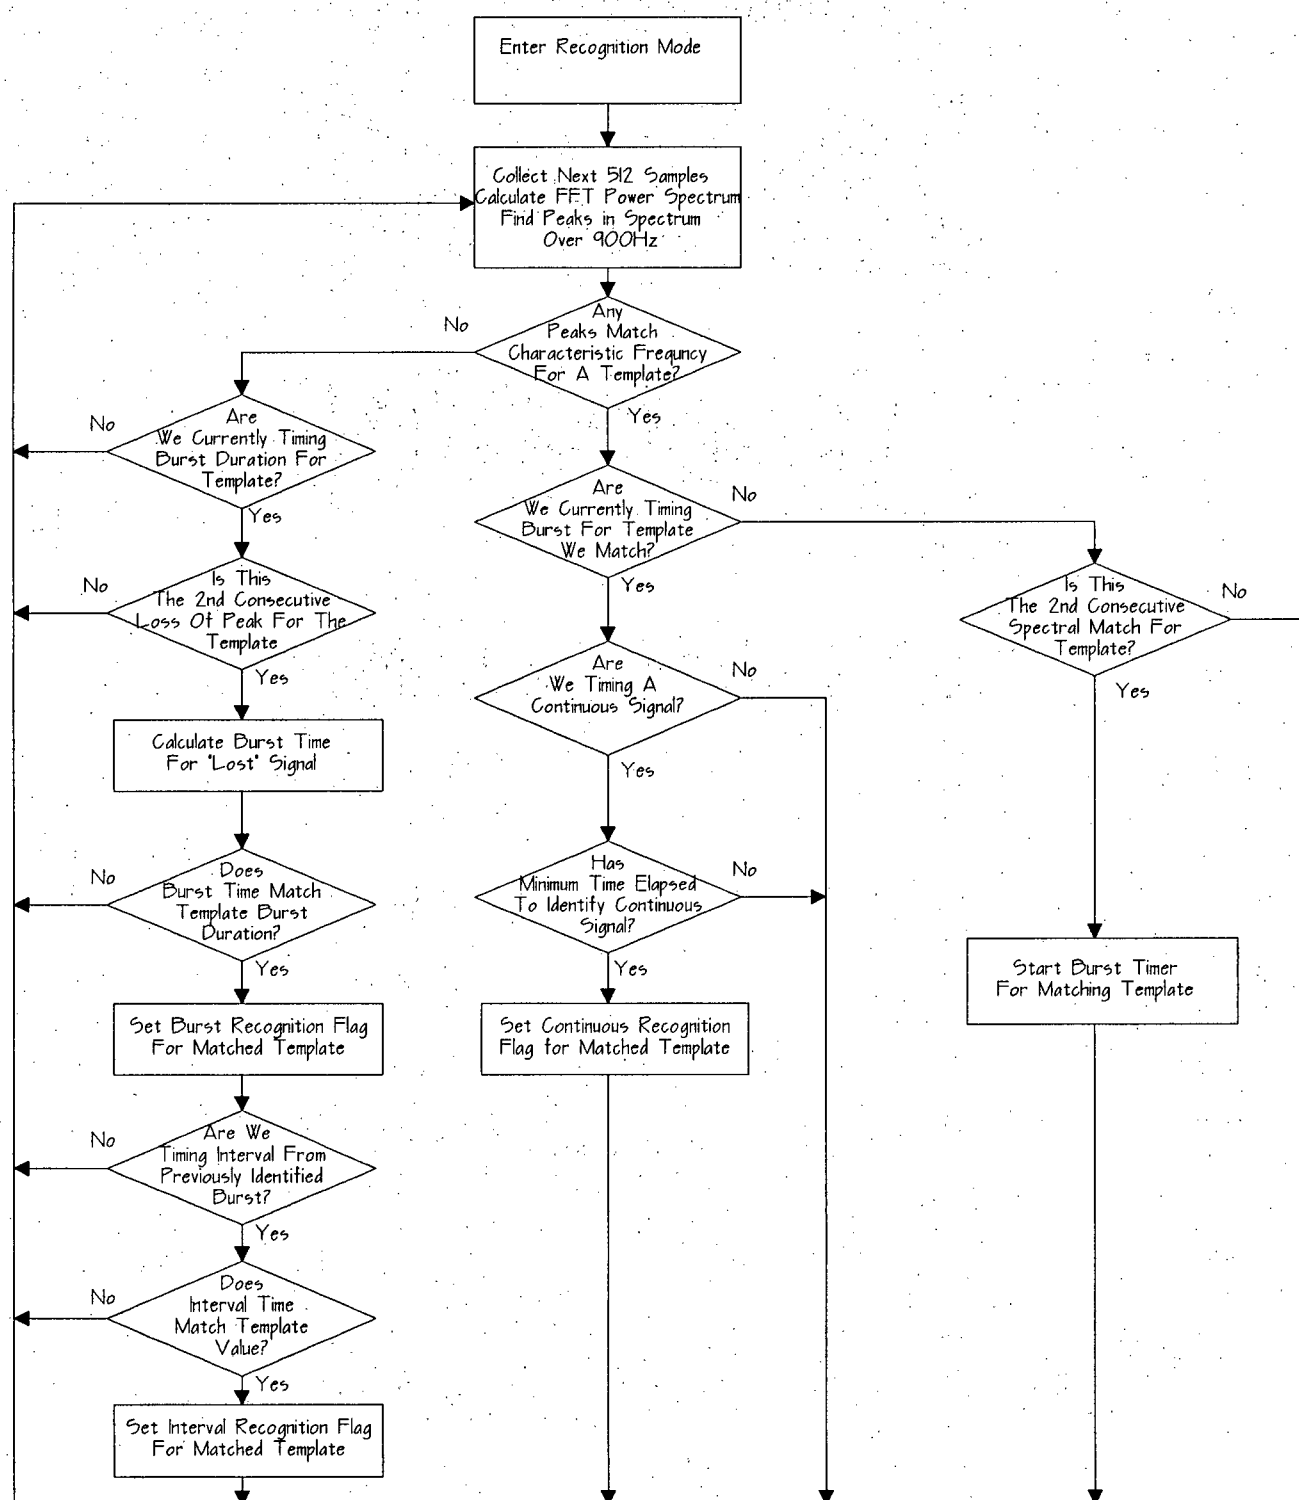 Enter Recognition Mode
Collect Next 512 Samples
Calculate FFT Power Spectrum
Find Peaks in Spectrum
Over 900Hz
Any
Peaks Match
Characteristic Frequncy
For A Template?
No
Yes
Are
We Currently Timing
Burst Duration For
Template?
No
Yes
Are
We Currently Timing
Burst For Template
We Match?
No
Yes
Is This
The 2nd Consecutive
Loss Of Peak For The
Template
No
Yes
Is This
The 2nd Consecutive
Spectral Match For
Template?
No
Yes
Are
We Timing A
Continuous Signal?
No
Yes
Calculate Burst Time
For "Lost" Signal
Does
Burst Time Match
Template Burst
Duration?
No
Yes
Has
Minimum Time Elapsed
To Identify Continuous
Signal?
No
Yes
Start Burst Timer
For Matching Template
Set Burst Recognition Flag
For Matched Template
Set Continuous Recognition
Flag for Matched Template
Are We
Timing Interval From
Previously Identified
Burst?
No
Yes
Does
Interval Time
Match Template
Value?
No
Yes
Set Interval Recognition Flag
For Matched Template